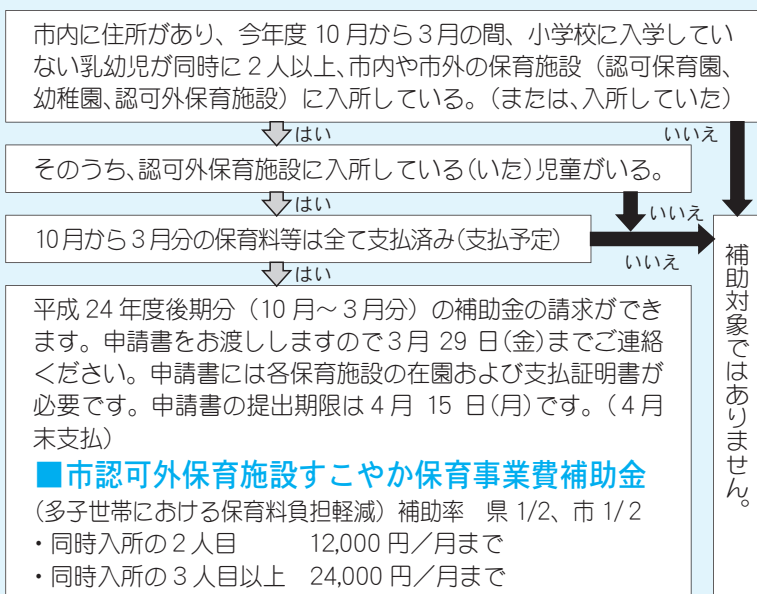 市内に住所があり、今年度 10 月から３月の間、小学校に入学してい
ない乳幼児が同時に２人以上、市内や市外の保育施設（認可保育園、
幼稚園、認可外保育施設）に入所している。（または、入所していた）
はい
いいえ
そのうち、認可外保育施設に入所している（いた）児童がいる。
はい
いいえ
10月から３月分の保育料等は全て支払済み（支払予定）
いいえ
はい
補助対象ではありません。
平成 24 年度後期分（10 月～３月分）の補助金の請求ができ
ます。申請書をお渡ししますので３月 29 日（金）までご連絡
ください。申請書には各保育施設の在園および支払証明書が
必要です。申請書の提出期限は４月 15 日（月）です。（４月
末支払）
■市認可外保育施設すこやか保育事業費補助金
（多子世帯における保育料負担軽減）補助率　県 1/2、市 1/2
・同時入所の２人目　12,000 円／月まで
・同時入所の３人目以上　24,000 円／月まで